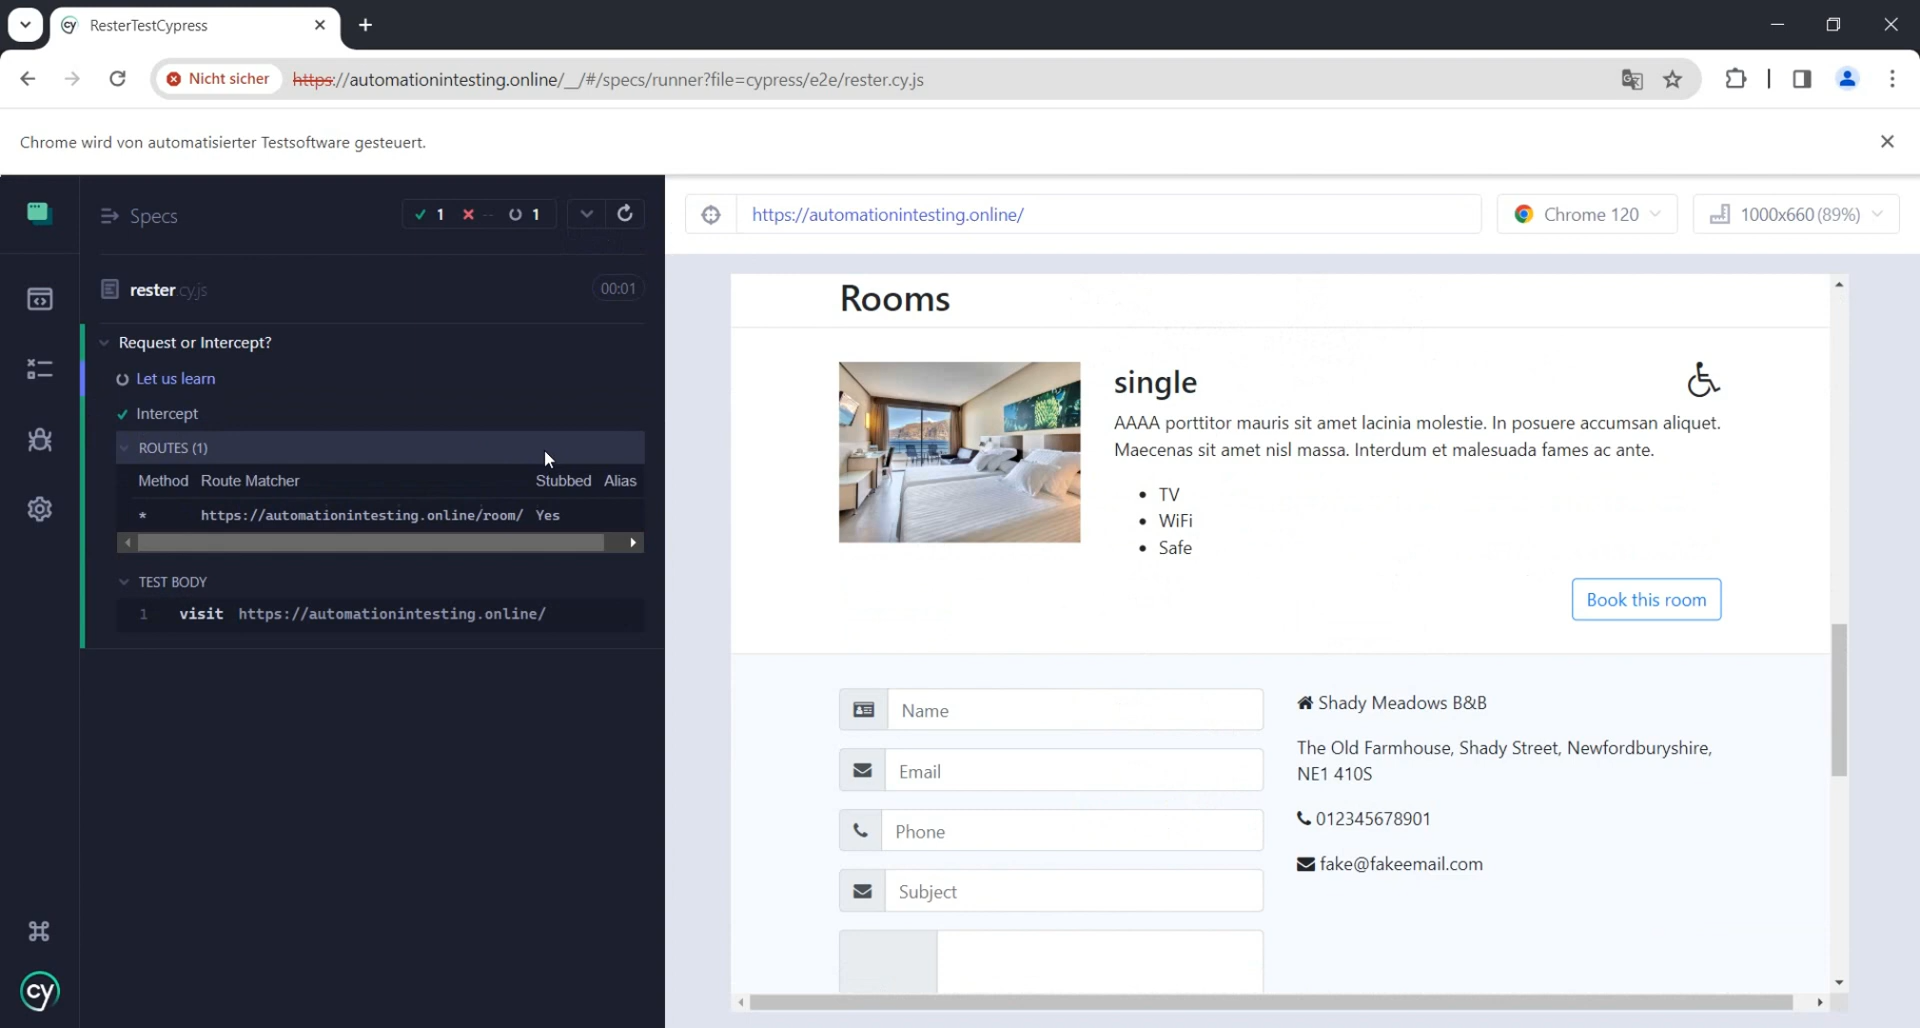 ResterTestCypress
Nicht sicher https://automationintesting.online/__/#/specs/runner?file=cypress/e2e/rester.cy.js
Chrome wird von automatisierter Testsoftware gesteuert.
Specs
1 -- 1
rester.cy.js
00:01
Request or Intercept?
Let us learn
Intercept
ROUTES (1)
Method Route Matcher Stubbed Alias
* https://automationintesting.online/room/ Yes
TEST BODY
1 visit https://automationintesting.online/
cy
https://automationintesting.online/
Chrome 120
1000x660 (89%)
Rooms
single
AAAA porttitor mauris sit amet lacinia molestie. In posuere accumsan aliquet.
Maecenas sit amet nisl massa. Interdum et malesuada fames ac ante.
• TV
• WiFi
• Safe
Book this room
Name
Email
Phone
Subject
Shady Meadows B&B
The Old Farmhouse, Shady Street, Newfordburyshire,
NE1 410S
012345678901
fake@fakeemail.com